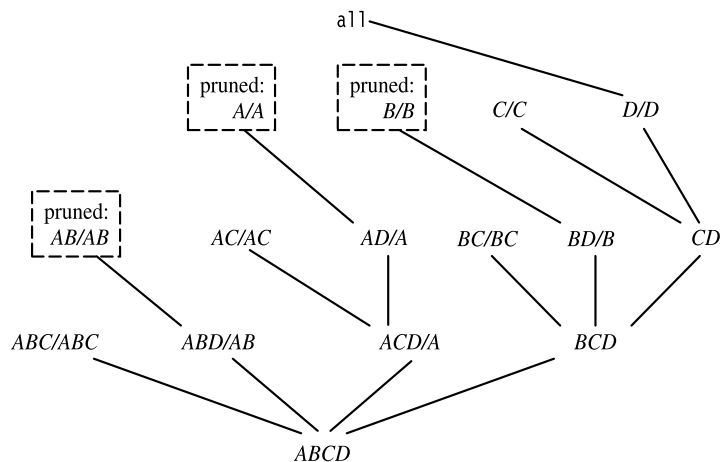 all
pruned:
A/A
pruned:
B/B
C/C
D/D
pruned:
AB/AB
AC/AC
AD/A
BC/BC
BD/B
CD
ABC/ABC
ABD/AB
ACD/A
BCD
ABCD